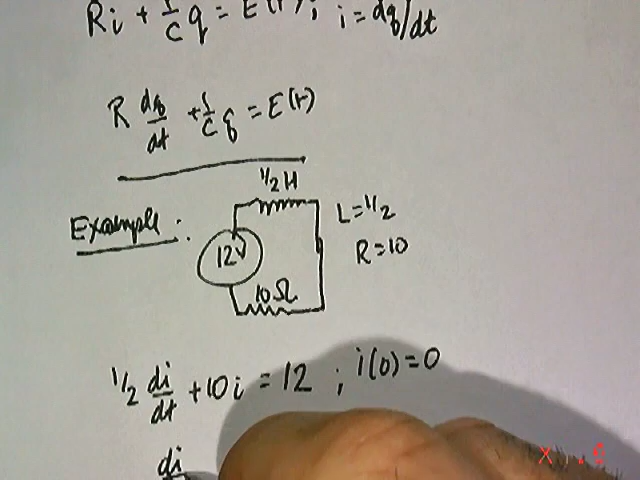 Ri + 1/C q = E(t); i = dq/dt
R dq/dt + 1/C q = E(t)
1/2 H
Example: L = 1/2
12V R = 10
10Ω
1/2 di/dt + 10i = 12 ; i(0) = 0
di